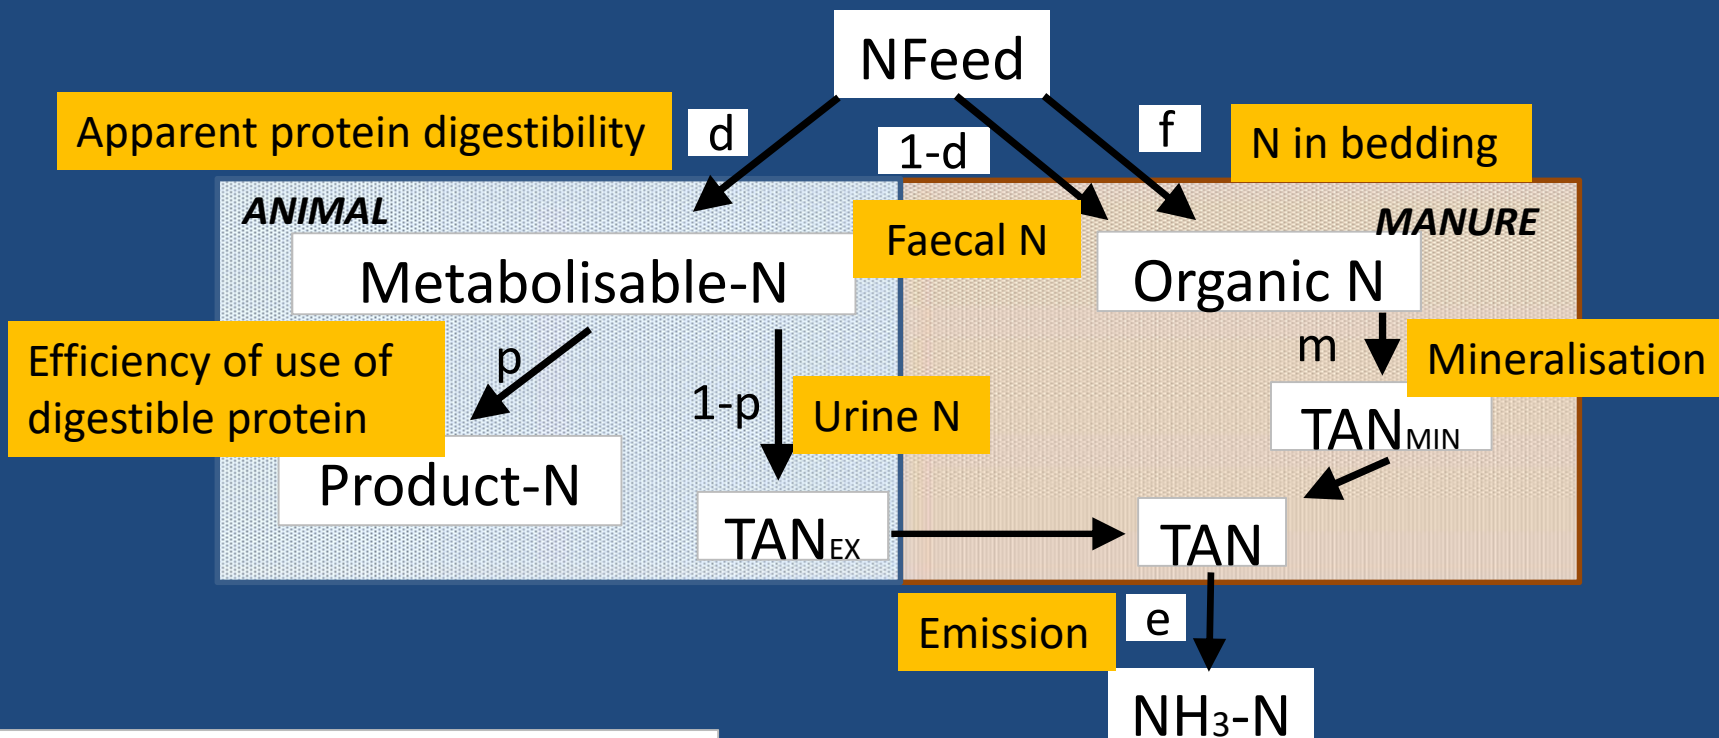 NFeed
Apparent protein digestibility
d
1-d
f
N in bedding
ANIMAL
MANURE
Faecal N
Metabolisable-N
Organic N
Efficiency of use of
digestible protein
p
1-p
Urine N
m
Mineralisation
TANMIN
Product-N
TANEX
TAN
Emission
e
NH3-N